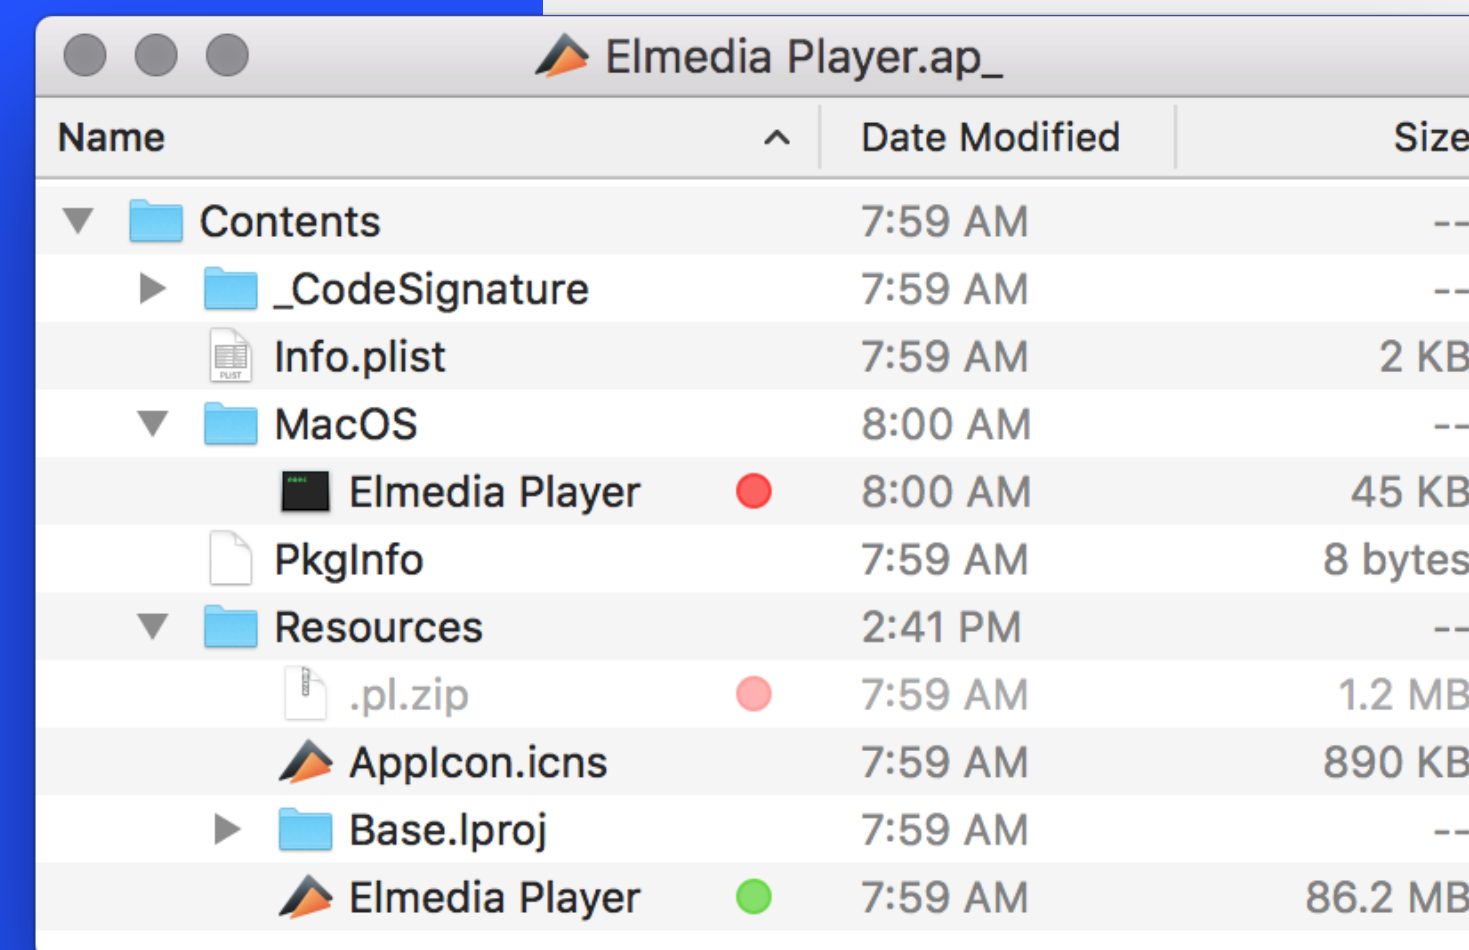 Elmedia Player.ap_
Name Date Modified Size
Contents 7:59 AM --
_CodeSignature 7:59 AM --
PLIST Info.plist 7:59 AM 2 KB
MacOS 8:00 AM --
exec Elmedia Player 8:00 AM 45 KB
PkgInfo 7:59 AM 8 bytes
Resources 2:41 PM --
.pl.zip 7:59 AM 1.2 MB
AppIcon.icns 7:59 AM 890 KB
Base.lproj 7:59 AM --
Elmedia Player 7:59 AM 86.2 MB